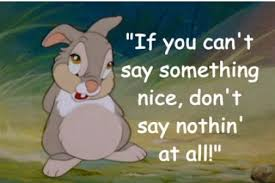 "If you can't
say something
nice, don't
say nothin'
at all!"